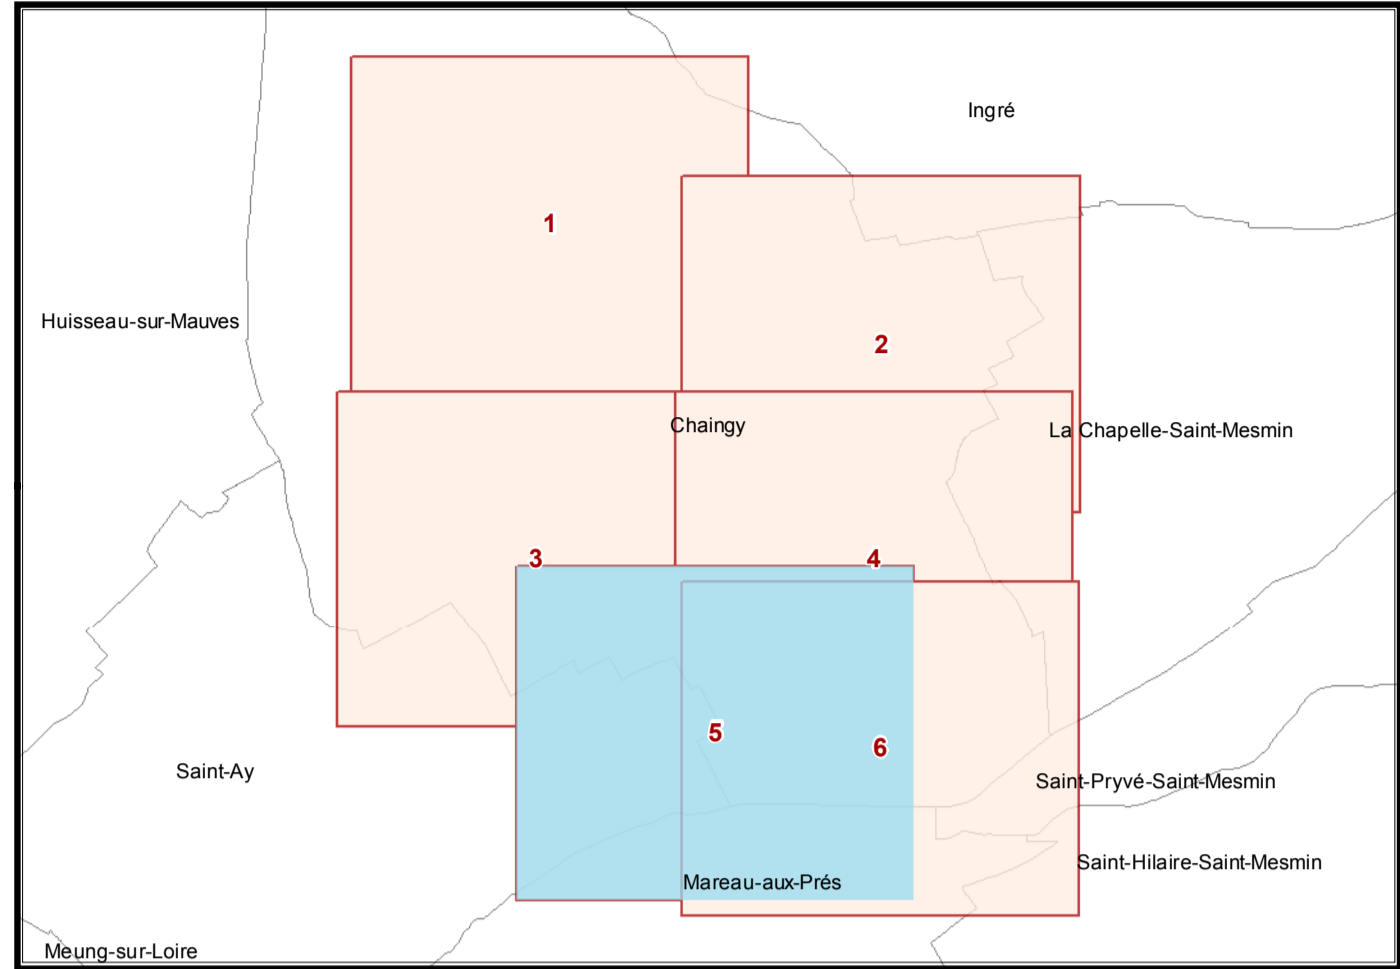 Ingré
1
Huisseau-sur-Mauves
2
Chaingy
La Chapelle-Saint-Mesmin
3
4
5
6
Saint-Ay
Saint-Pryvé-Saint-Mesmin
Saint-Hilaire-Saint-Mesmin
Mareau-aux-Prés
Meung-sur-Loire